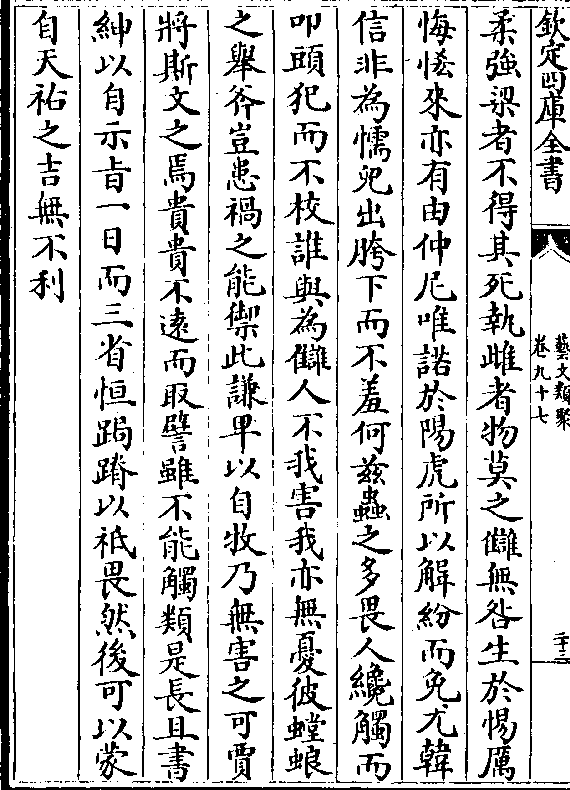 欽定四庫全書
藝文類聚
卷九十七
二十三
柔強梁者不得其死執雌者物莫之讎無咎生於惕厲
悔恡來亦有由仲尼唯諾於陽虎所以解紛而免尤韓
信非為懦兒出胯下而不羞何兹蟲之多畏人纔觸而
叩頭犯而不校誰與為讎人不我害我亦無憂彼螳蜋
之舉斧豈患禍之能禦此謙卑以自牧乃無害之可賈
將斯文之焉貴貴不遠而取譬雖不能觸類是長且書
紳以自示旨一日而三省恒跼蹐以祗畏然後可以蒙
自天祐之吉無不利